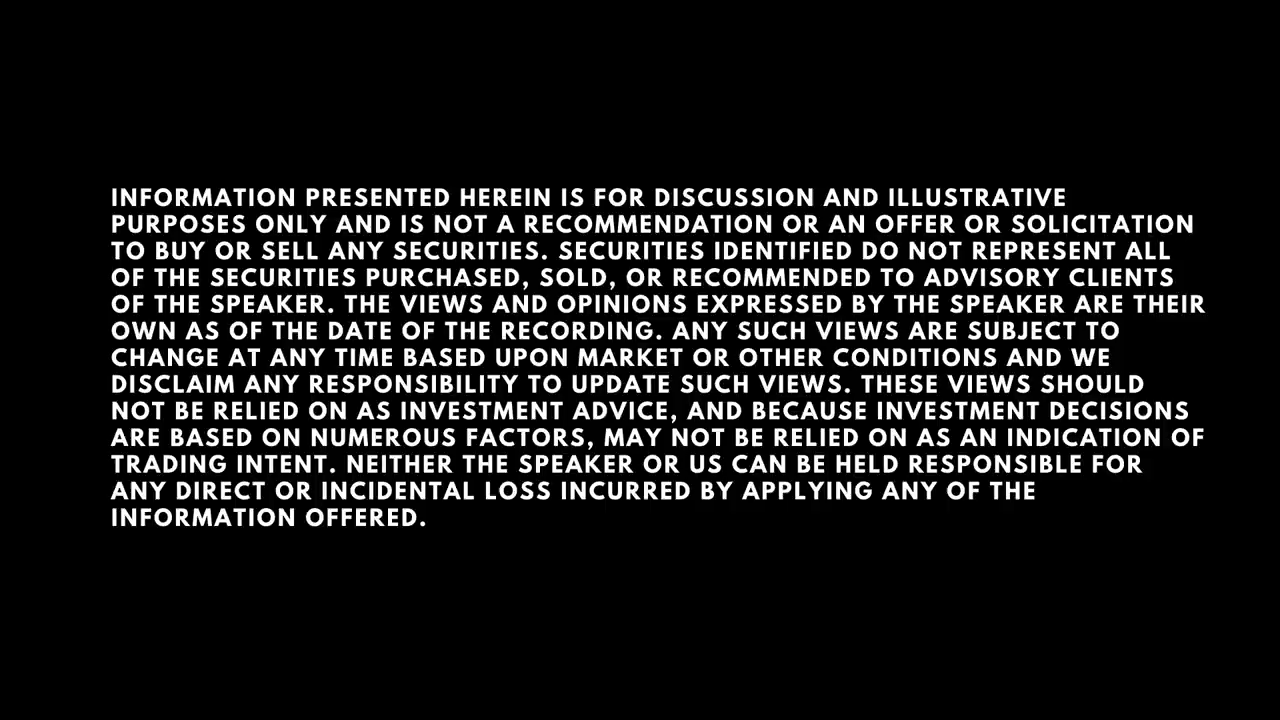 INFORMATION PRESENTED HEREIN IS FOR DISCUSSION AND ILLUSTRATIVE
PURPOSES ONLY AND IS NOT A RECOMMENDATION OR AN OFFER OR SOLICITATION
TO BUY OR SELL ANY SECURITIES. SECURITIES IDENTIFIED DO NOT REPRESENT ALL
OF THE SECURITIES PURCHASED, SOLD, OR RECOMMENDED TO ADVISORY CLIENTS
OF THE SPEAKER. THE VIEWS AND OPINIONS EXPRESSED BY THE SPEAKER ARE THEIR
OWN AS OF THE DATE OF THE RECORDING. ANY SUCH VIEWS ARE SUBJECT TO
CHANGE AT ANY TIME BASED UPON MARKET OR OTHER CONDITIONS AND WE
DISCLAIM ANY RESPONSIBILITY TO UPDATE SUCH VIEWS. THESE VIEWS SHOULD
NOT BE RELIED ON AS INVESTMENT ADVICE, AND BECAUSE INVESTMENT DECISIONS
ARE BASED ON NUMEROUS FACTORS, MAY NOT BE RELIED ON AS AN INDICATION OF
TRADING INTENT. NEITHER THE SPEAKER OR US CAN BE HELD RESPONSIBLE FOR
ANY DIRECT OR INCIDENTAL LOSS INCURRED BY APPLYING ANY OF THE
INFORMATION OFFERED.